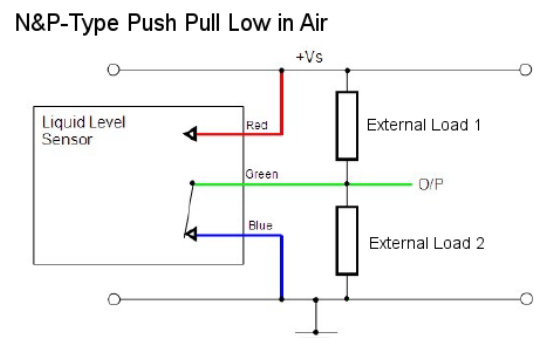 N&P-Type Push Pull Low in Air
+Vs
Liquid Level
Sensor
Red
External Load 1
Green
O/P
Blue
External Load 2